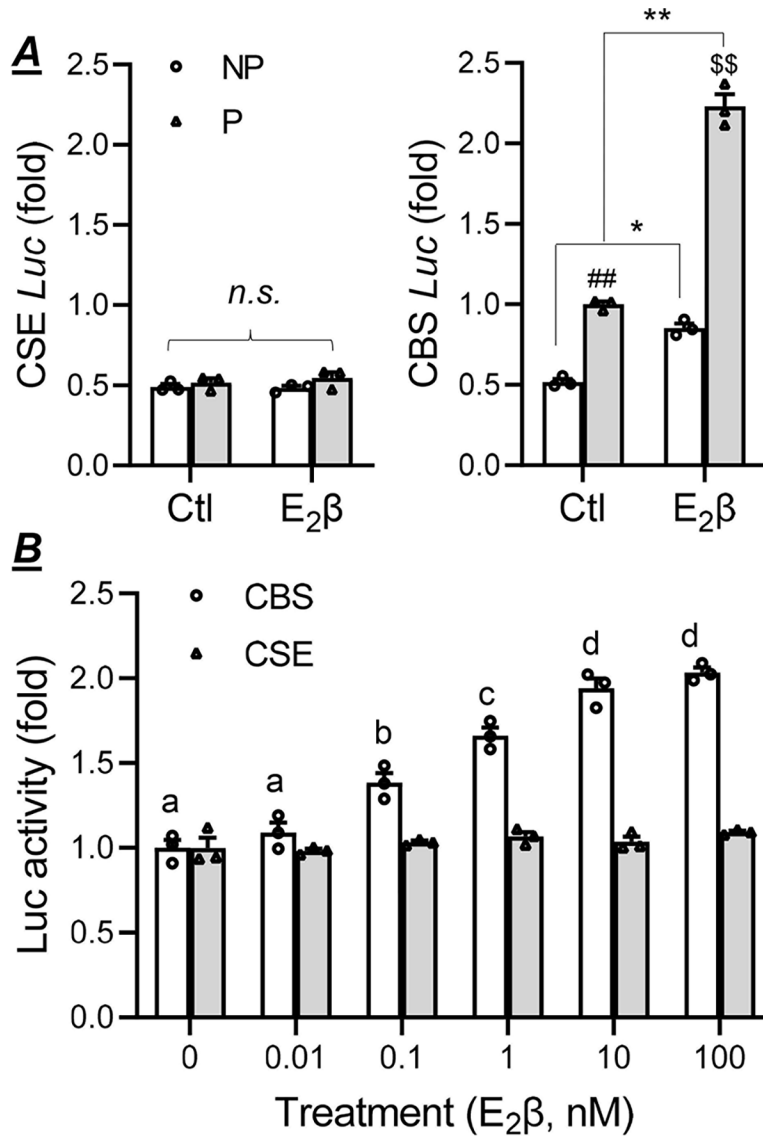 A
NP
P
CSE Luc (fold)
2.5
2.0
1.5
1.0
0.5
0.0
n.s.
Ctl
E₂β
CBS Luc (fold)
2.5
2.0
1.5
1.0
0.5
0.0
**
$$
*
##
Ctl
E₂β
B
CBS
CSE
Luc activity (fold)
2.5
2.0
1.5
1.0
0.5
0.0
a a b c d d
0 0.01 0.1 1 10 100
Treatment (E₂β, nM)